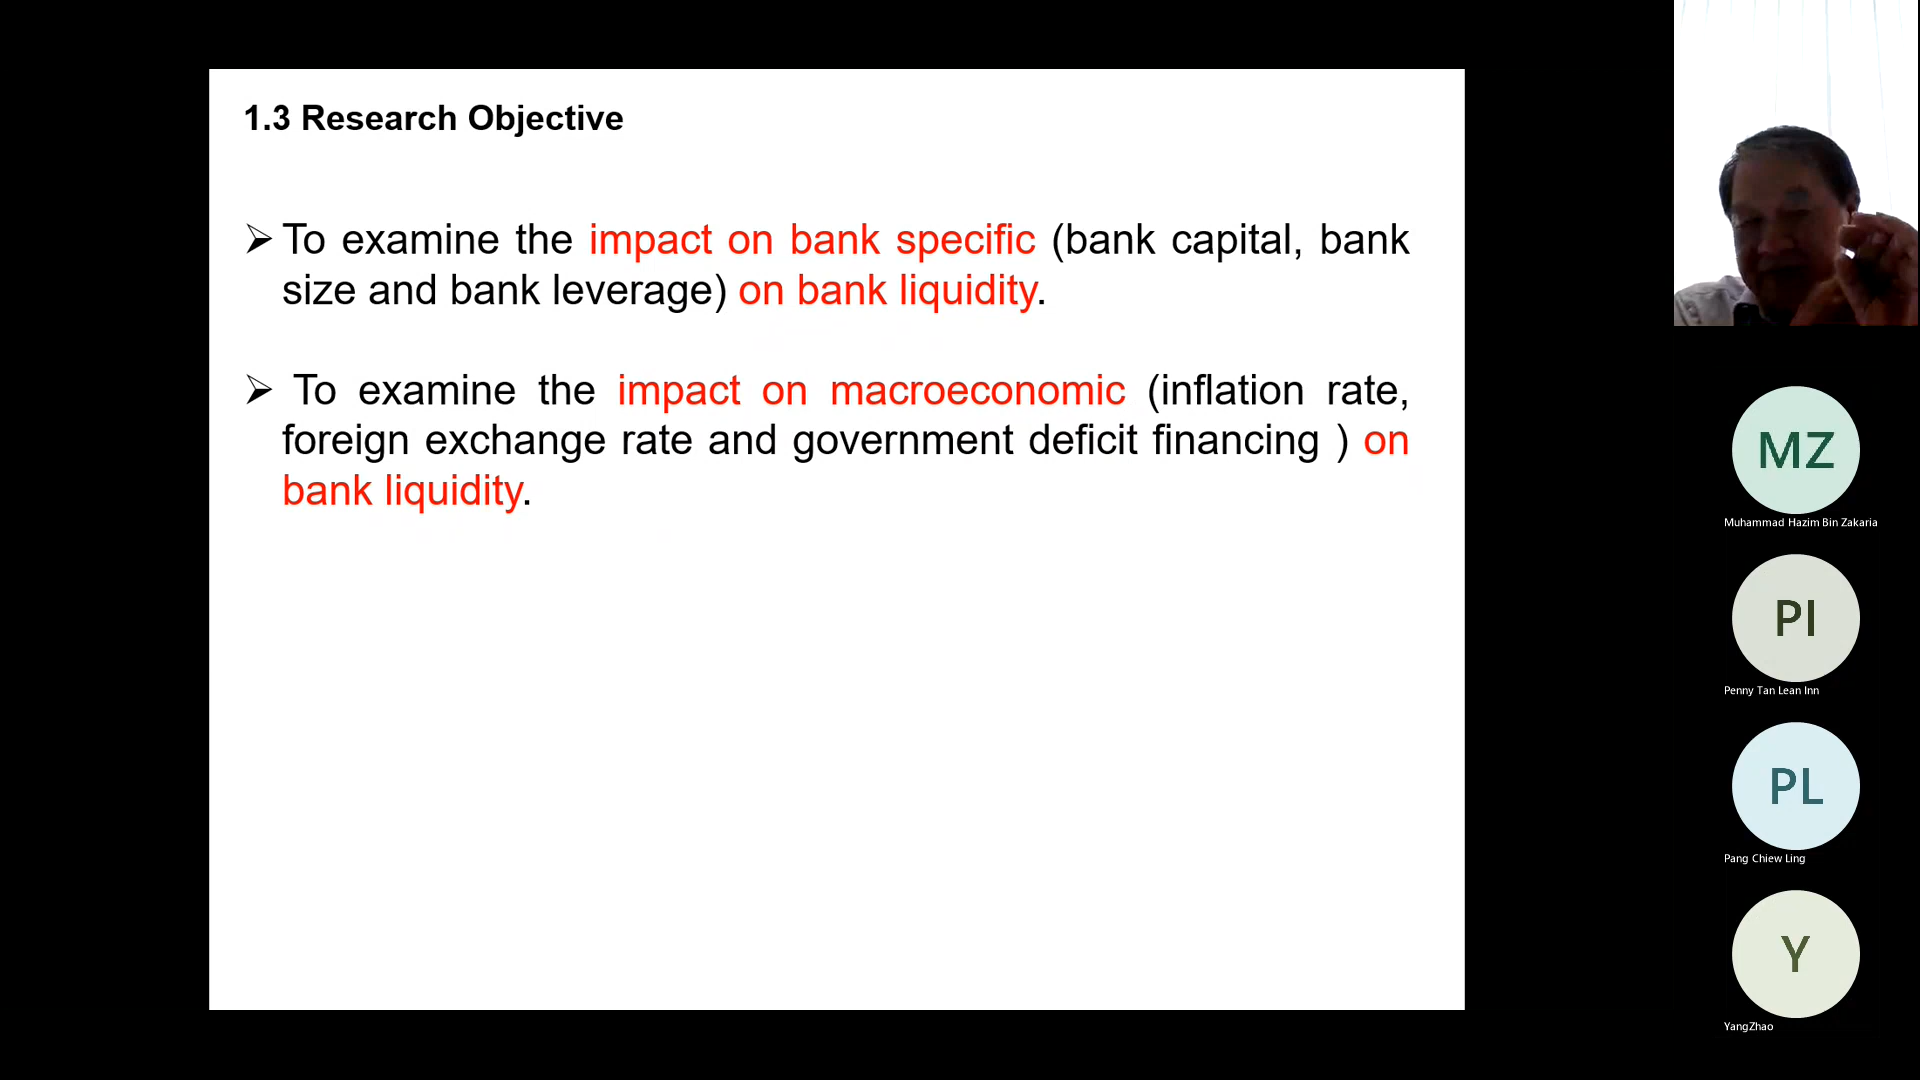 1.3 Research Objective
➢ To examine the impact on bank specific (bank capital, bank
size and bank leverage) on bank liquidity.
➢ To examine the impact on macroeconomic (inflation rate,
foreign exchange rate and government deficit financing ) on
bank liquidity.
MZ
Muhammad Hazim Bin Zakaria
PI
Penny Tan Lean Inn
PL
Pang Chiew Ling
Y
YangZhao